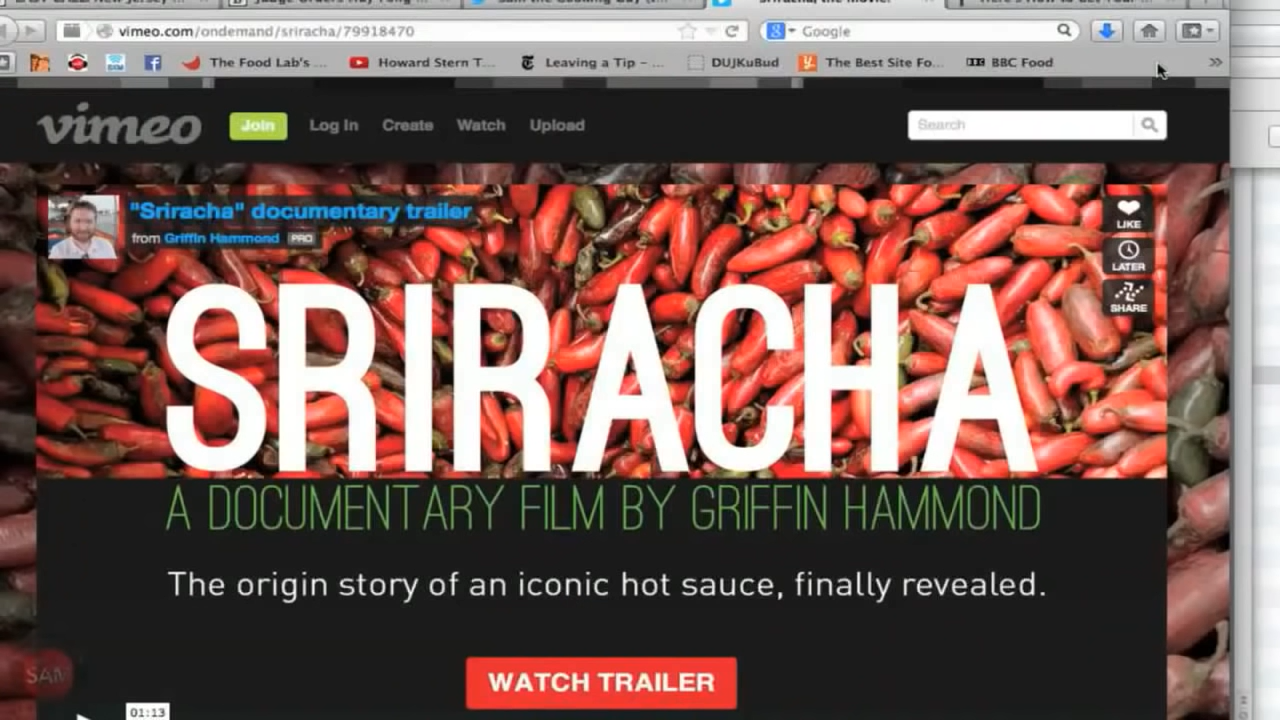 vimeo.com/ondemand/sriracha/79918470
Google
The Food Lab's ...
Howard Stern T...
Leaving a Tip - ...
DUJKuBud
The Best Site Fo...
BBC Food
vimeo
Join
Log In
Create
Watch
Upload
Search
"Sriracha" documentary trailer
from Griffin Hammond PRO
LIKE
LATER
SHARE
SRIRACHA
A DOCUMENTARY FILM BY GRIFFIN HAMMOND
The origin story of an iconic hot sauce, finally revealed.
WATCH TRAILER
SAM
01:13